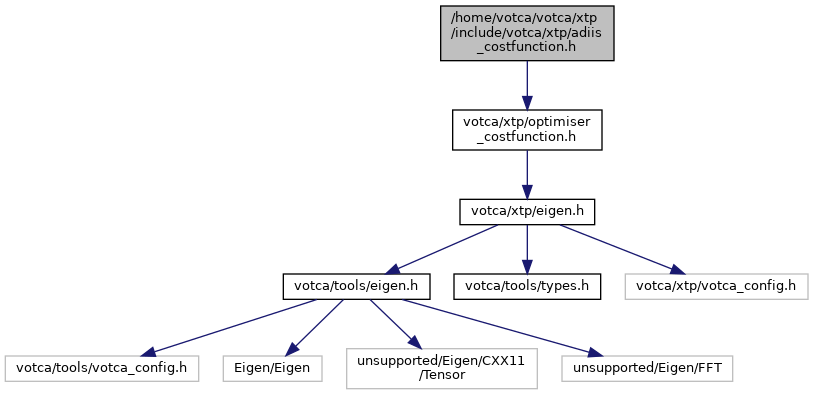 /home/votca/votca/xtp
/include/votca/xtp/adiis
_costfunction.h
votca/xtp/optimiser
_costfunction.h
votca/xtp/eigen.h
votca/tools/eigen.h
votca/tools/types.h
votca/xtp/votca_config.h
votca/tools/votca_config.h
Eigen/Eigen
unsupported/Eigen/CXX11
/Tensor
unsupported/Eigen/FFT